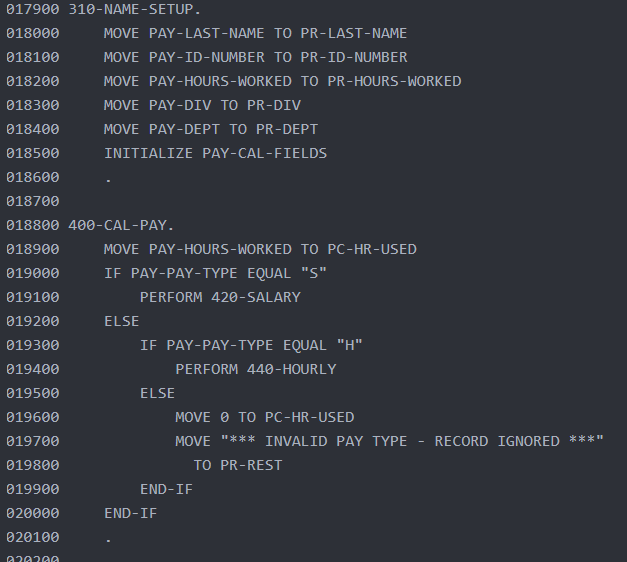 017900 310-NAME-SETUP.
018000     MOVE PAY-LAST-NAME TO PR-LAST-NAME
018100     MOVE PAY-ID-NUMBER TO PR-ID-NUMBER
018200     MOVE PAY-HOURS-WORKED TO PR-HOURS-WORKED
018300     MOVE PAY-DIV TO PR-DIV
018400     MOVE PAY-DEPT TO PR-DEPT
018500     INITIALIZE PAY-CAL-FIELDS
018600     .
018700
018800 400-CAL-PAY.
018900     MOVE PAY-HOURS-WORKED TO PC-HR-USED
019000     IF PAY-PAY-TYPE EQUAL "S"
019100         PERFORM 420-SALARY
019200     ELSE
019300         IF PAY-PAY-TYPE EQUAL "H"
019400             PERFORM 440-HOURLY
019500         ELSE
019600             MOVE 0 TO PC-HR-USED
019700             MOVE "*** INVALID PAY TYPE - RECORD IGNORED ***"
019800               TO PR-REST
019900         END-IF
020000     END-IF
020100     .
020200